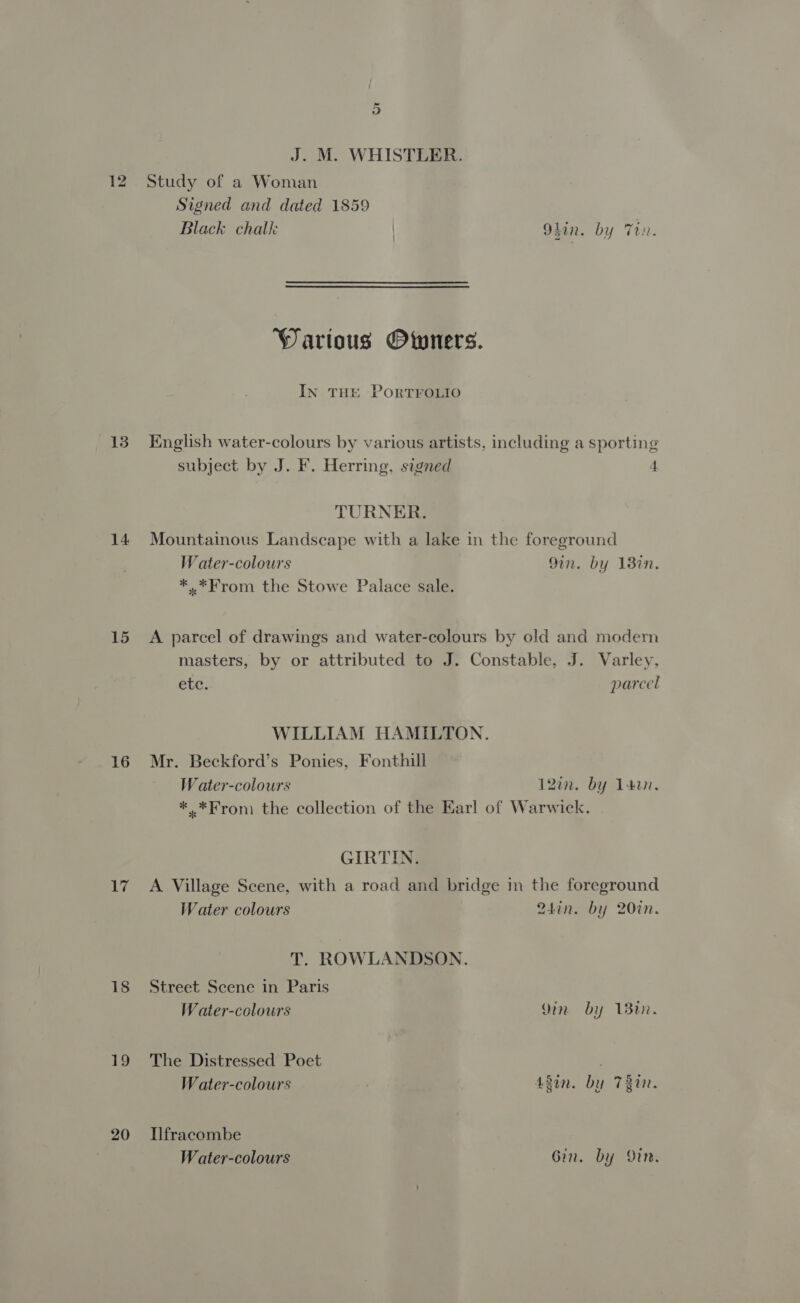 5
J. M. WHISTLER.
12 Study of a Woman
Signed and dated 1859
Black chalk 9½in. by 7in.
Various Owners.
IN THE PORTFOLIO
13 English water-colours by various artists, including a sporting
subject by J. F. Herring, signed 4
TURNER.
14 Mountainous Landscape with a lake in the foreground
Water-colours 9in. by 13in.
*⁎*From the Stowe Palace sale.
15 A parcel of drawings and water-colours by old and modern
masters, by or attributed to J. Constable, J. Varley,
etc. parcel
WILLIAM HAMILTON.
16 Mr. Beckford's Ponies, Fonthill
Water-colours 12in. by 14in.
*⁎*From the collection of the Earl of Warwick.
GIRTIN.
17 A Village Scene, with a road and bridge in the foreground
Water colours 24in. by 20in.
T. ROWLANDSON.
18 Street Scene in Paris
Water-colours 9in by 13in.
19 The Distressed Poet
Water-colours 4¾in. by 7¾in.
20 Ilfracombe
Water-colours 6in. by 9in.